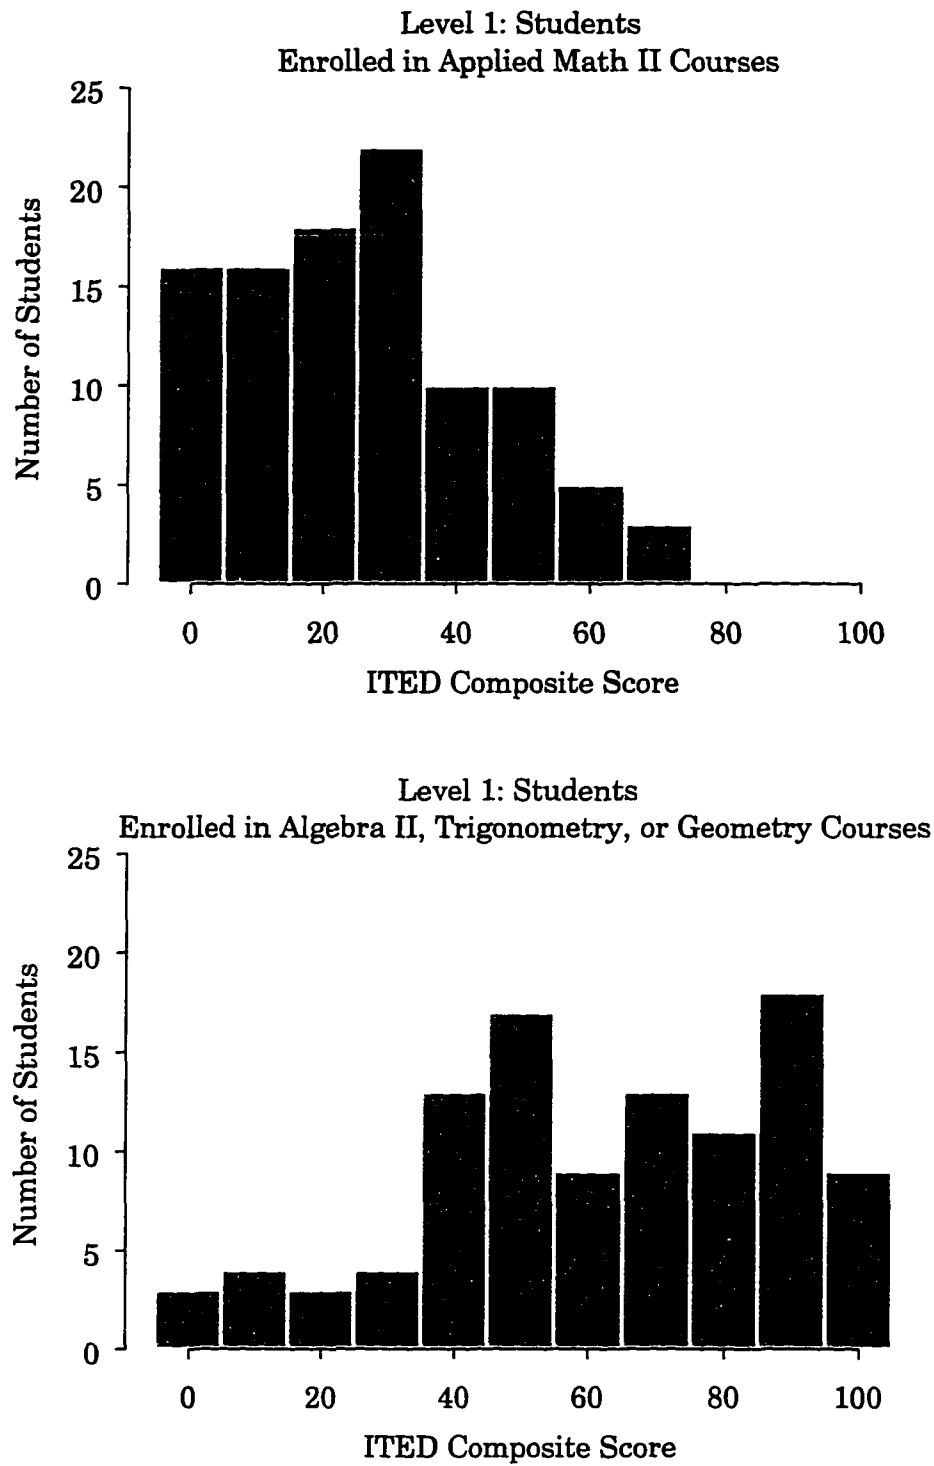 Level 1: Students
Enrolled in Applied Math II Courses
25
20
15
10
5
0
Number of Students
0 20 40 60 80 100
ITED Composite Score
Level 1: Students
Enrolled in Algebra II, Trigonometry, or Geometry Courses
25
20
15
10
5
0
Number of Students
0 20 40 60 80 100
ITED Composite Score